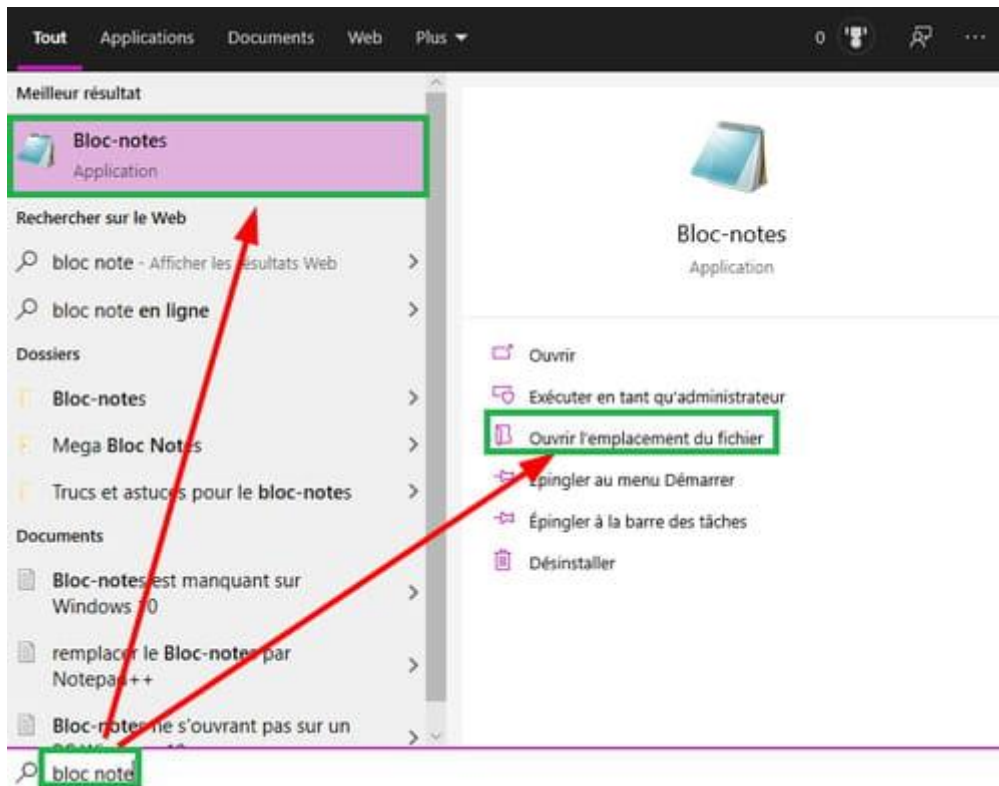 Tout Applications Documents Web Plus 0 ...
Meilleur résultat
Bloc-notes
Application
Rechercher sur le Web
bloc note - Afficher les résultats Web
bloc note en ligne
Dossiers
Bloc-notes
Mega Bloc Notes
Trucs et astuces pour le bloc-notes
Documents
Bloc-notes est manquant sur
Windows 10
remplacer le Bloc-notes par
Notepad++
Bloc-notes ne s'ouvrant pas sur un
bloc note
Bloc-notes
Application
Ouvrir
Exécuter en tant qu'administrateur
Ouvrir l'emplacement du fichier
Épingler au menu Démarrer
Épingler à la barre des tâches
Désinstaller